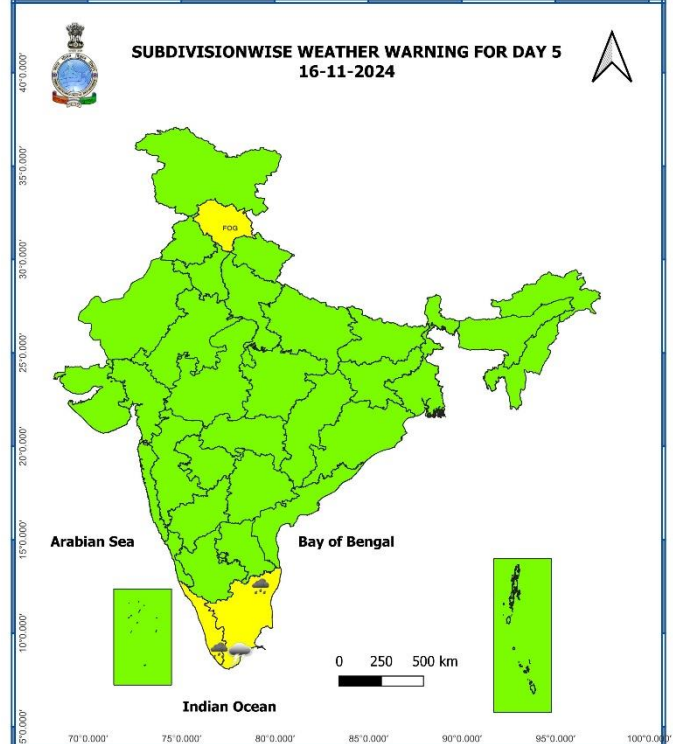 SUBDIVISIONWISE WEATHER WARNING FOR DAY 5
16-11-2024
40°0.000'
35°0.000'
FOG
30°0.000'
25°0.000'
20°0.000'
15°0.000'
Arabian Sea
Bay of Bengal
10°0.000'
0 250 500 km
Indian Ocean
5°0.000'
70°0.000' 75°0.000' 80°0.000' 85°0.000' 90°0.000' 95°0.000' 100°0.000'